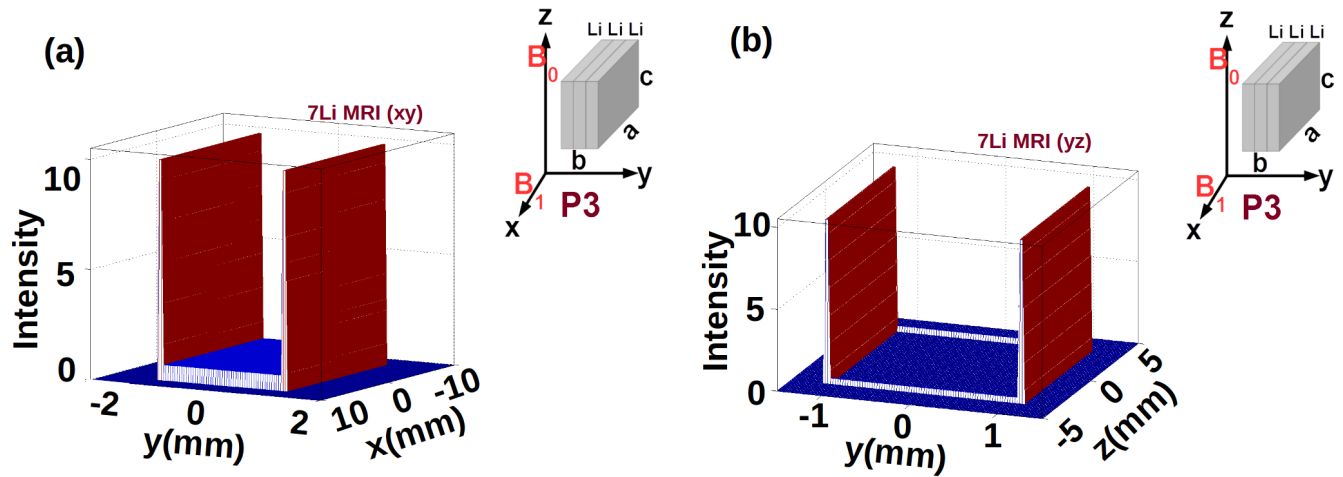 (a)
7Li MRI (xy)
Intensity
10
5
0
-2
0
2
y(mm)
10
0
-10
x(mm)
z
B0
Li Li Li
c
a
b
y
B1
x
P3
(b)
7Li MRI (yz)
Intensity
10
5
0
-1
0
1
y(mm)
-5
0
5
z(mm)
z
B0
Li Li Li
c
a
b
y
B1
x
P3